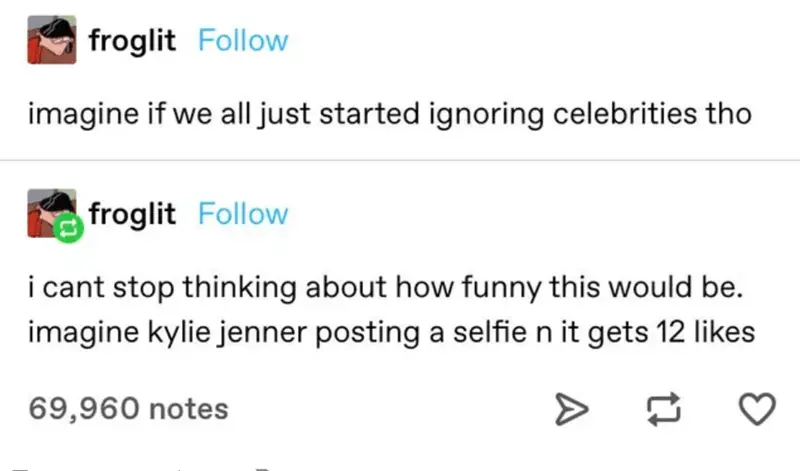 froglit Follow
imagine if we all just started ignoring celebrities tho
froglit Follow
i cant stop thinking about how funny this would be.
imagine kylie jenner posting a selfie n it gets 12 likes
69,960 notes